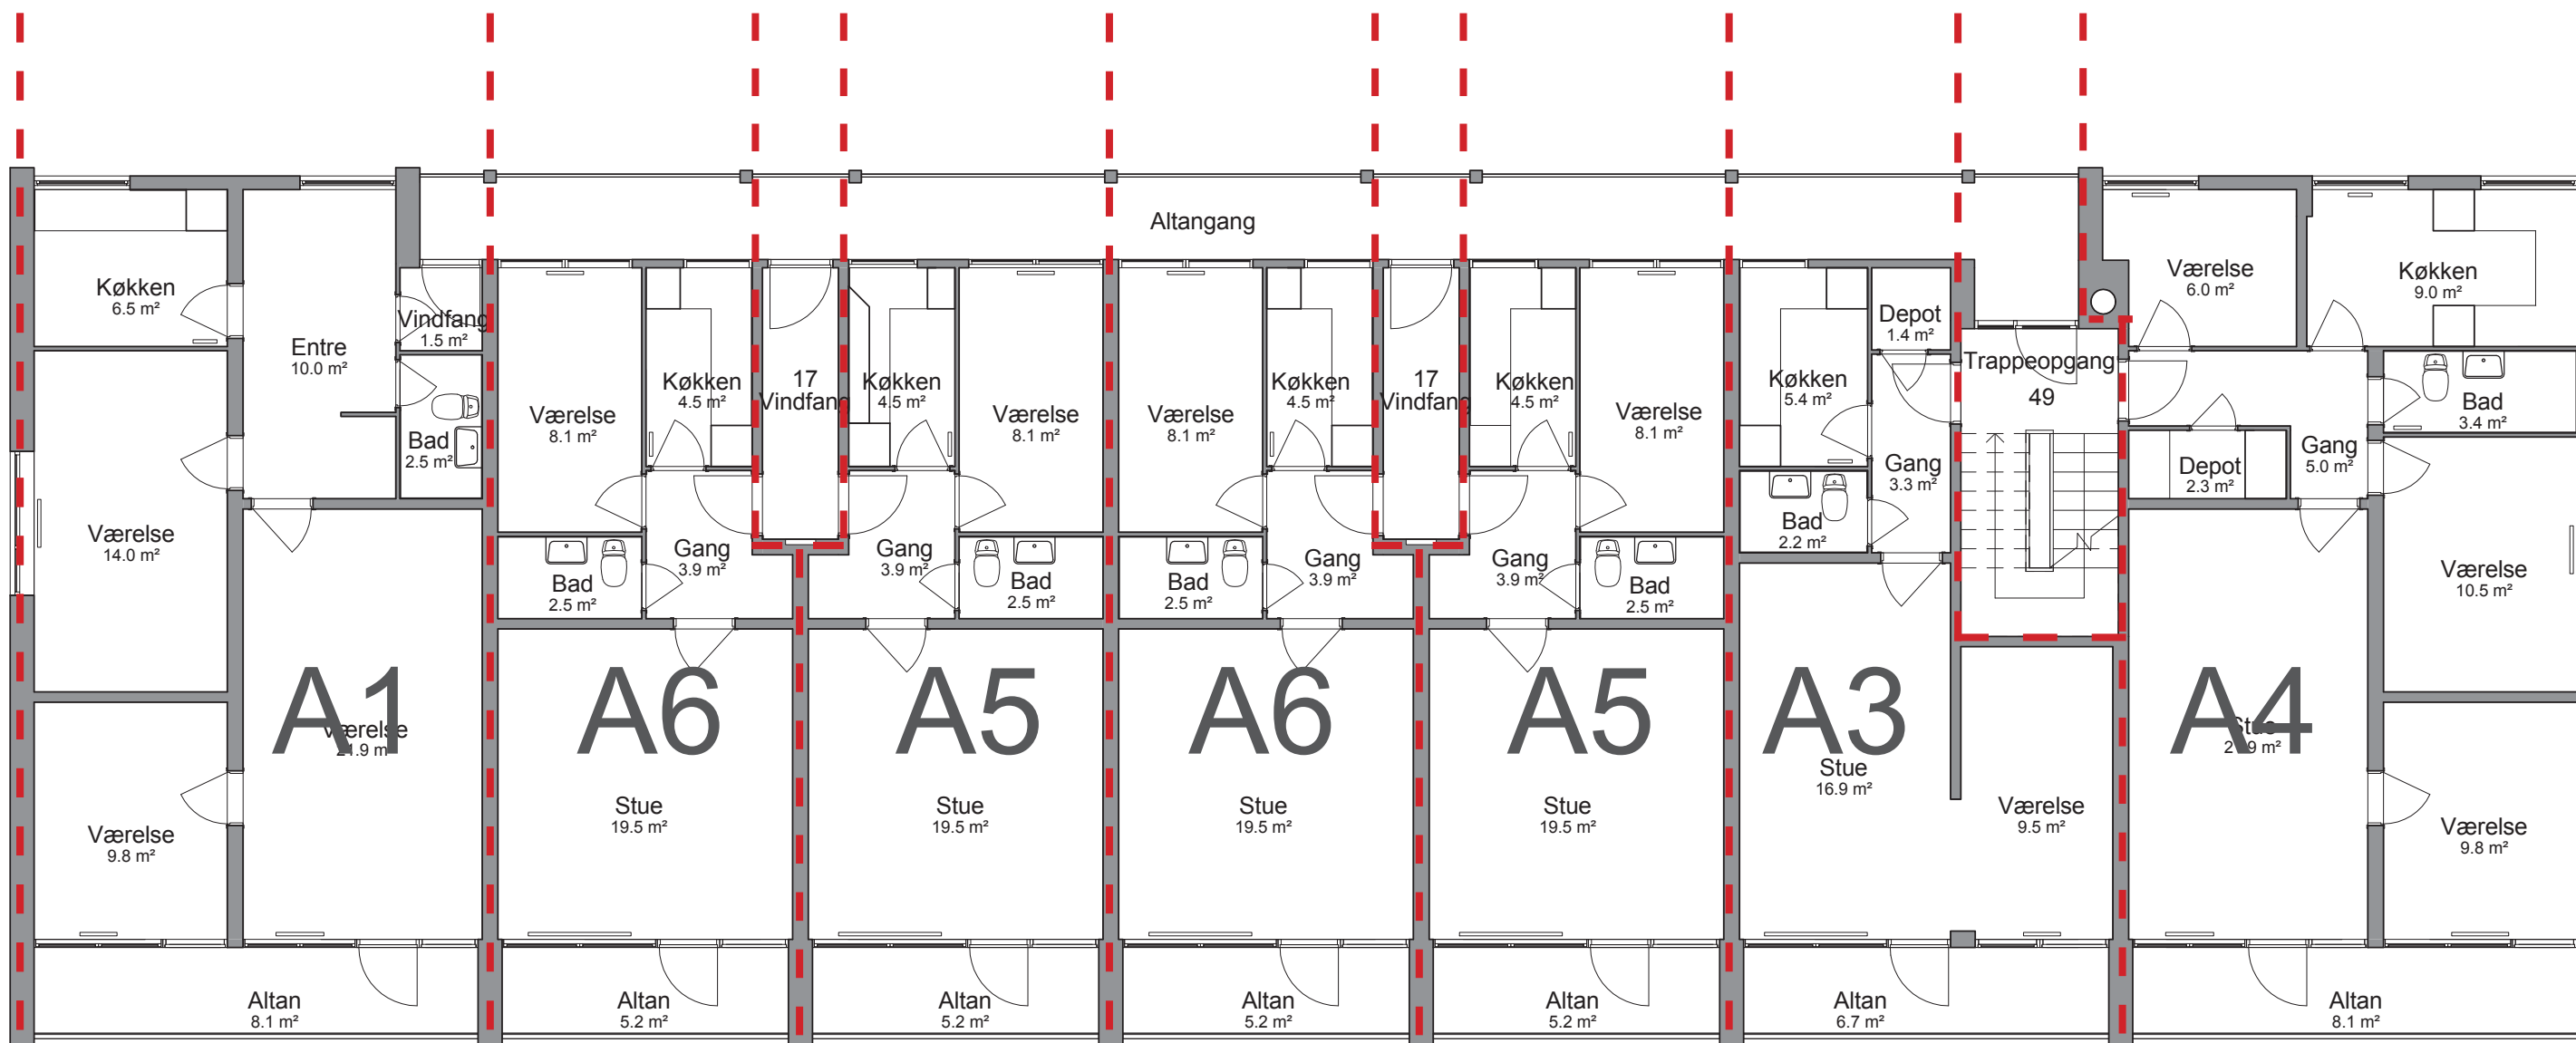 Altangang
Køkken
6.5 m²
Entre
10.0 m²
Vindfang
1.5 m²
Bad
2.5 m²
Værelse
14.0 m²
Værelse
9.8 m²
A1
Værelse
21.9 m²
Altan
8.1 m²
Værelse
8.1 m²
Køkken
4.5 m²
Bad
2.5 m²
Gang
3.9 m²
A6
Stue
19.5 m²
Altan
5.2 m²
17
Vindfang
Køkken
4.5 m²
Værelse
8.1 m²
Gang
3.9 m²
Bad
2.5 m²
A5
Stue
19.5 m²
Altan
5.2 m²
Værelse
8.1 m²
Køkken
4.5 m²
Bad
2.5 m²
Gang
3.9 m²
A6
Stue
19.5 m²
Altan
5.2 m²
17
Vindfang
Køkken
4.5 m²
Værelse
8.1 m²
Gang
3.9 m²
Bad
2.5 m²
A5
Stue
19.5 m²
Altan
5.2 m²
Køkken
5.4 m²
Depot
1.4 m²
Gang
3.3 m²
Bad
2.2 m²
A3
Stue
16.9 m²
Værelse
9.5 m²
Altan
6.7 m²
Trappeopgang
49
Værelse
6.0 m²
Køkken
9.0 m²
Bad
3.4 m²
Gang
5.0 m²
Depot
2.3 m²
Værelse
10.5 m²
A4
Stue
21.9 m²
Værelse
9.8 m²
Altan
8.1 m²